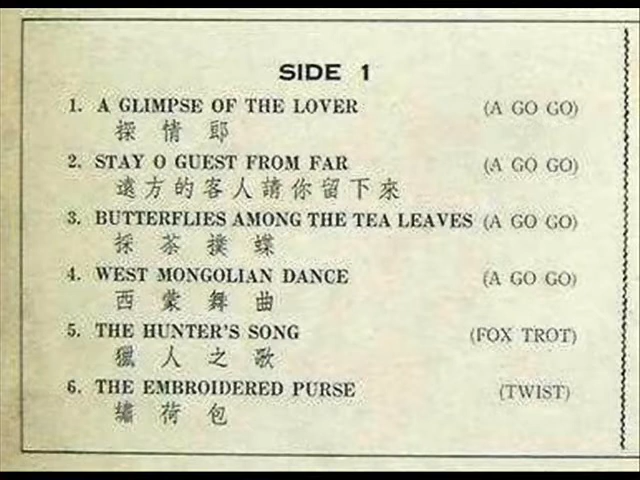 SIDE 1
1. A GLIMPSE OF THE LOVER (A GO GO)
探情郎
2. STAY O GUEST FROM FAR (A GO GO)
遠方的客人請你留下來
3. BUTTERFLIES AMONG THE TEA LEAVES (A GO GO)
採茶撲蝶
4. WEST MONGOLIAN DANCE (A GO GO)
西蒙舞曲
5. THE HUNTER'S SONG (FOX TROT)
獵人之歌
6. THE EMBROIDERED PURSE (TWIST)
繡荷包